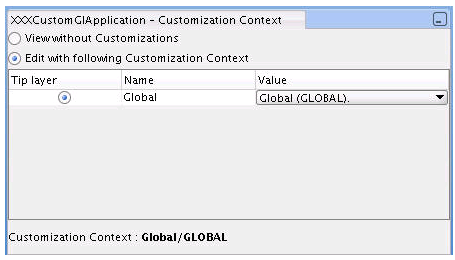 XXXCustomGlApplication – Customization Context
View without Customizations
Edit with following Customization Context
Tip layer Name Value
Global Global (GLOBAL).
Customization Context : Global/GLOBAL